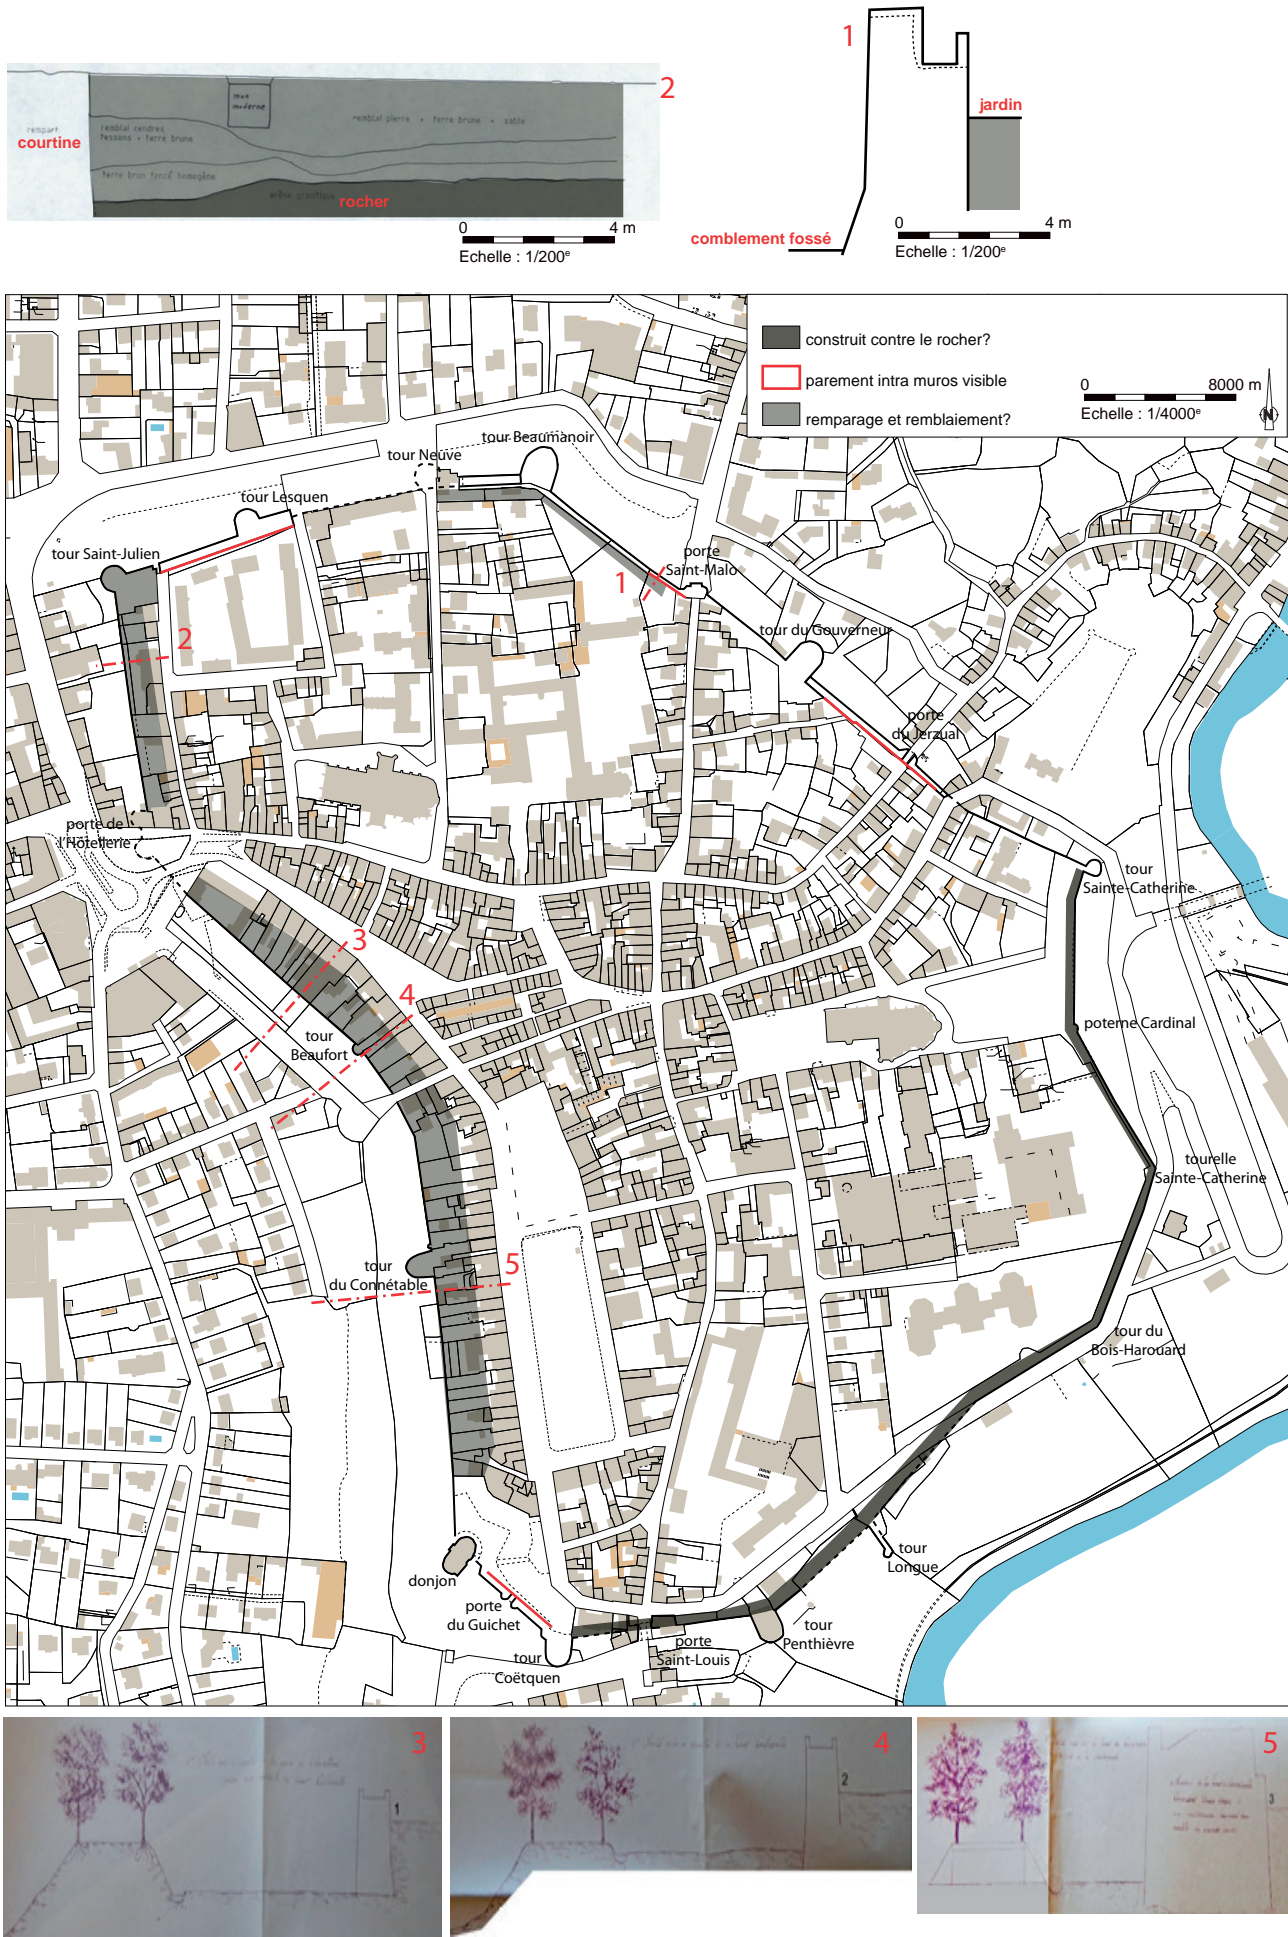 2
rempart
courtine
mur
moderne
remblai cendres
tessons + terre brune
remblai pierre + terre brune + sable
terre brun foncé homogène
arène granitique
rocher
0 4 m
Echelle : 1/200e
1
jardin
comblement fossé
0 4 m
Echelle : 1/200e
construit contre le rocher?
parement intra muros visible
remparage et remblaiement?
0 8000 m
Echelle : 1/4000e
N
tour Beaumanoir
tour Neuve
tour Lesquen
tour Saint-Julien
porte
Saint-Malo
1
2
tour du Gouverneur
porte
du Jerzual
porte de
l'Hôtellerie
tour
Sainte-Catherine
3
4
tour
Beaufort
poterne Cardinal
tourelle
Sainte-Catherine
5
tour
du Connétable
tour du
Bois-Harouard
tour
Longue
donjon
porte
du Guichet
tour
Coëtquen
porte
Saint-Louis
tour
Penthièvre
3
1
4
2
5
3